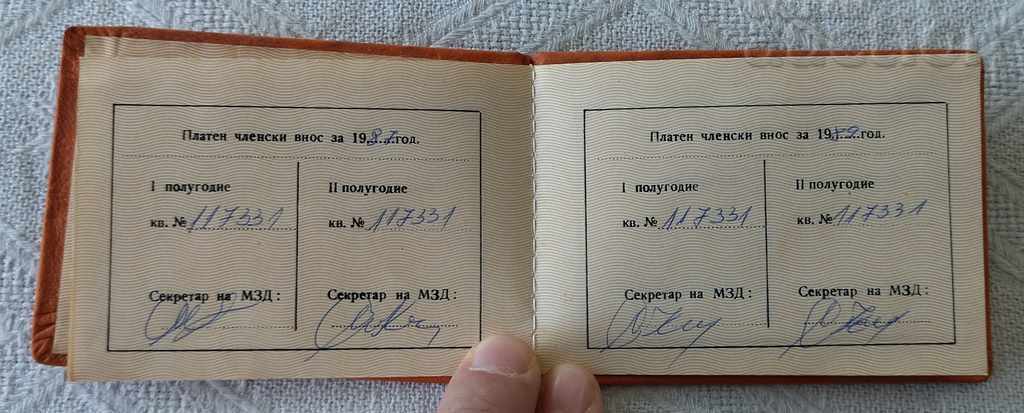 Платен членски внос за 1987 год.
I полугодие
II полугодие
кв. № 117331
кв. № 117331
Секретар на МЗД:
Секретар на МЗД:
Платен членски внос за 19 год.
I полугодие
II полугодие
кв. № 117331
кв. № 117331
Секретар на МЗД:
Секретар на МЗД: